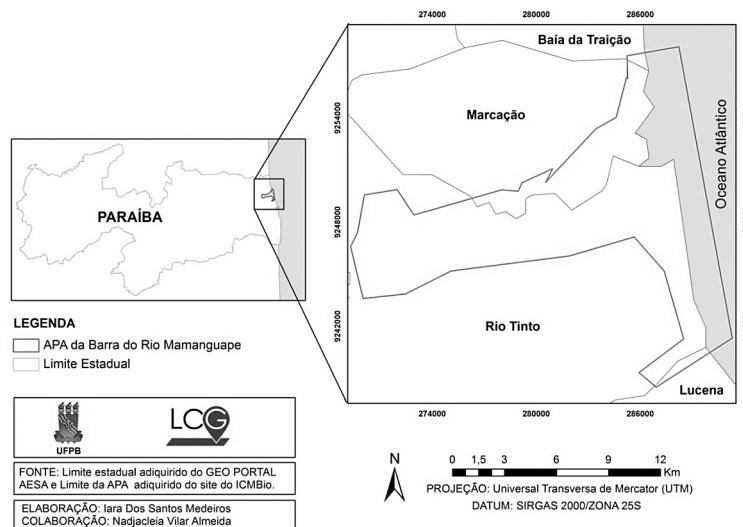 274000 280000 286000
Baía da Traição
Marcação
9254000
Oceano Atlântico
PARAÍBA
9248000
9242000
Rio Tinto
Lucena
274000 280000 286000
LEGENDA
APA da Barra do Rio Mamanguape
Limite Estadual
UFPB
LCG
FONTE: Limite estadual adquirido do GEO PORTAL
AESA e Limite da APA adquirido do site do ICMBio.
ELABORAÇÃO: Iara Dos Santos Medeiros
COLABORAÇÃO: Nadjacleia Vilar Almeida
N
0 1,5 3 6 9 12
Km
PROJEÇÃO: Universal Transversa de Mercator (UTM)
DATUM: SIRGAS 2000/ZONA 25S